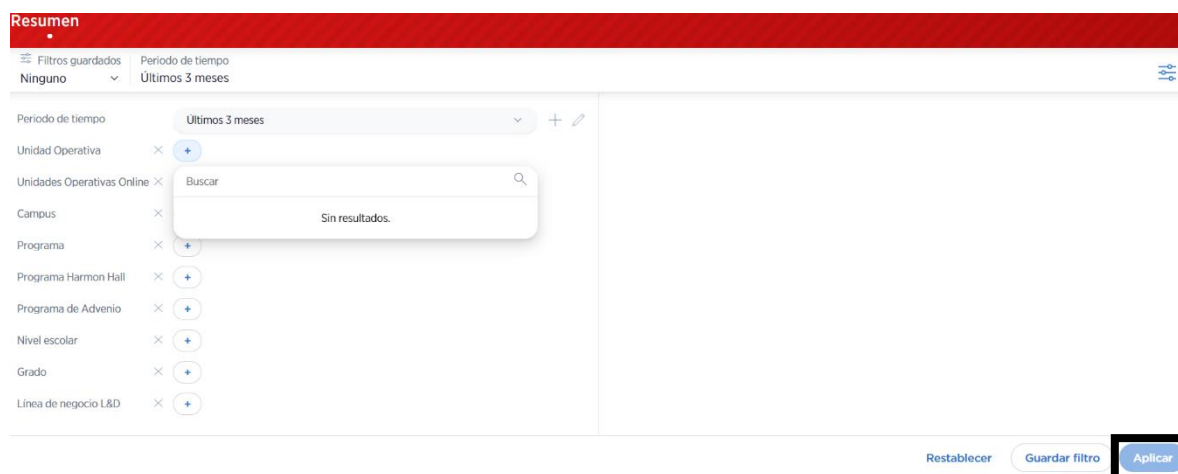 Resumen
Filtros guardados
Ninguno
Periodo de tiempo
Últimos 3 meses
Periodo de tiempo
Últimos 3 meses
Unidad Operativa
Unidades Operativas Online
Buscar
Campus
Sin resultados.
Programa
Programa Harmon Hall
Programa de Advenio
Nivel escolar
Grado
Línea de negocio L&D
Restablecer
Guardar filtro
Aplicar